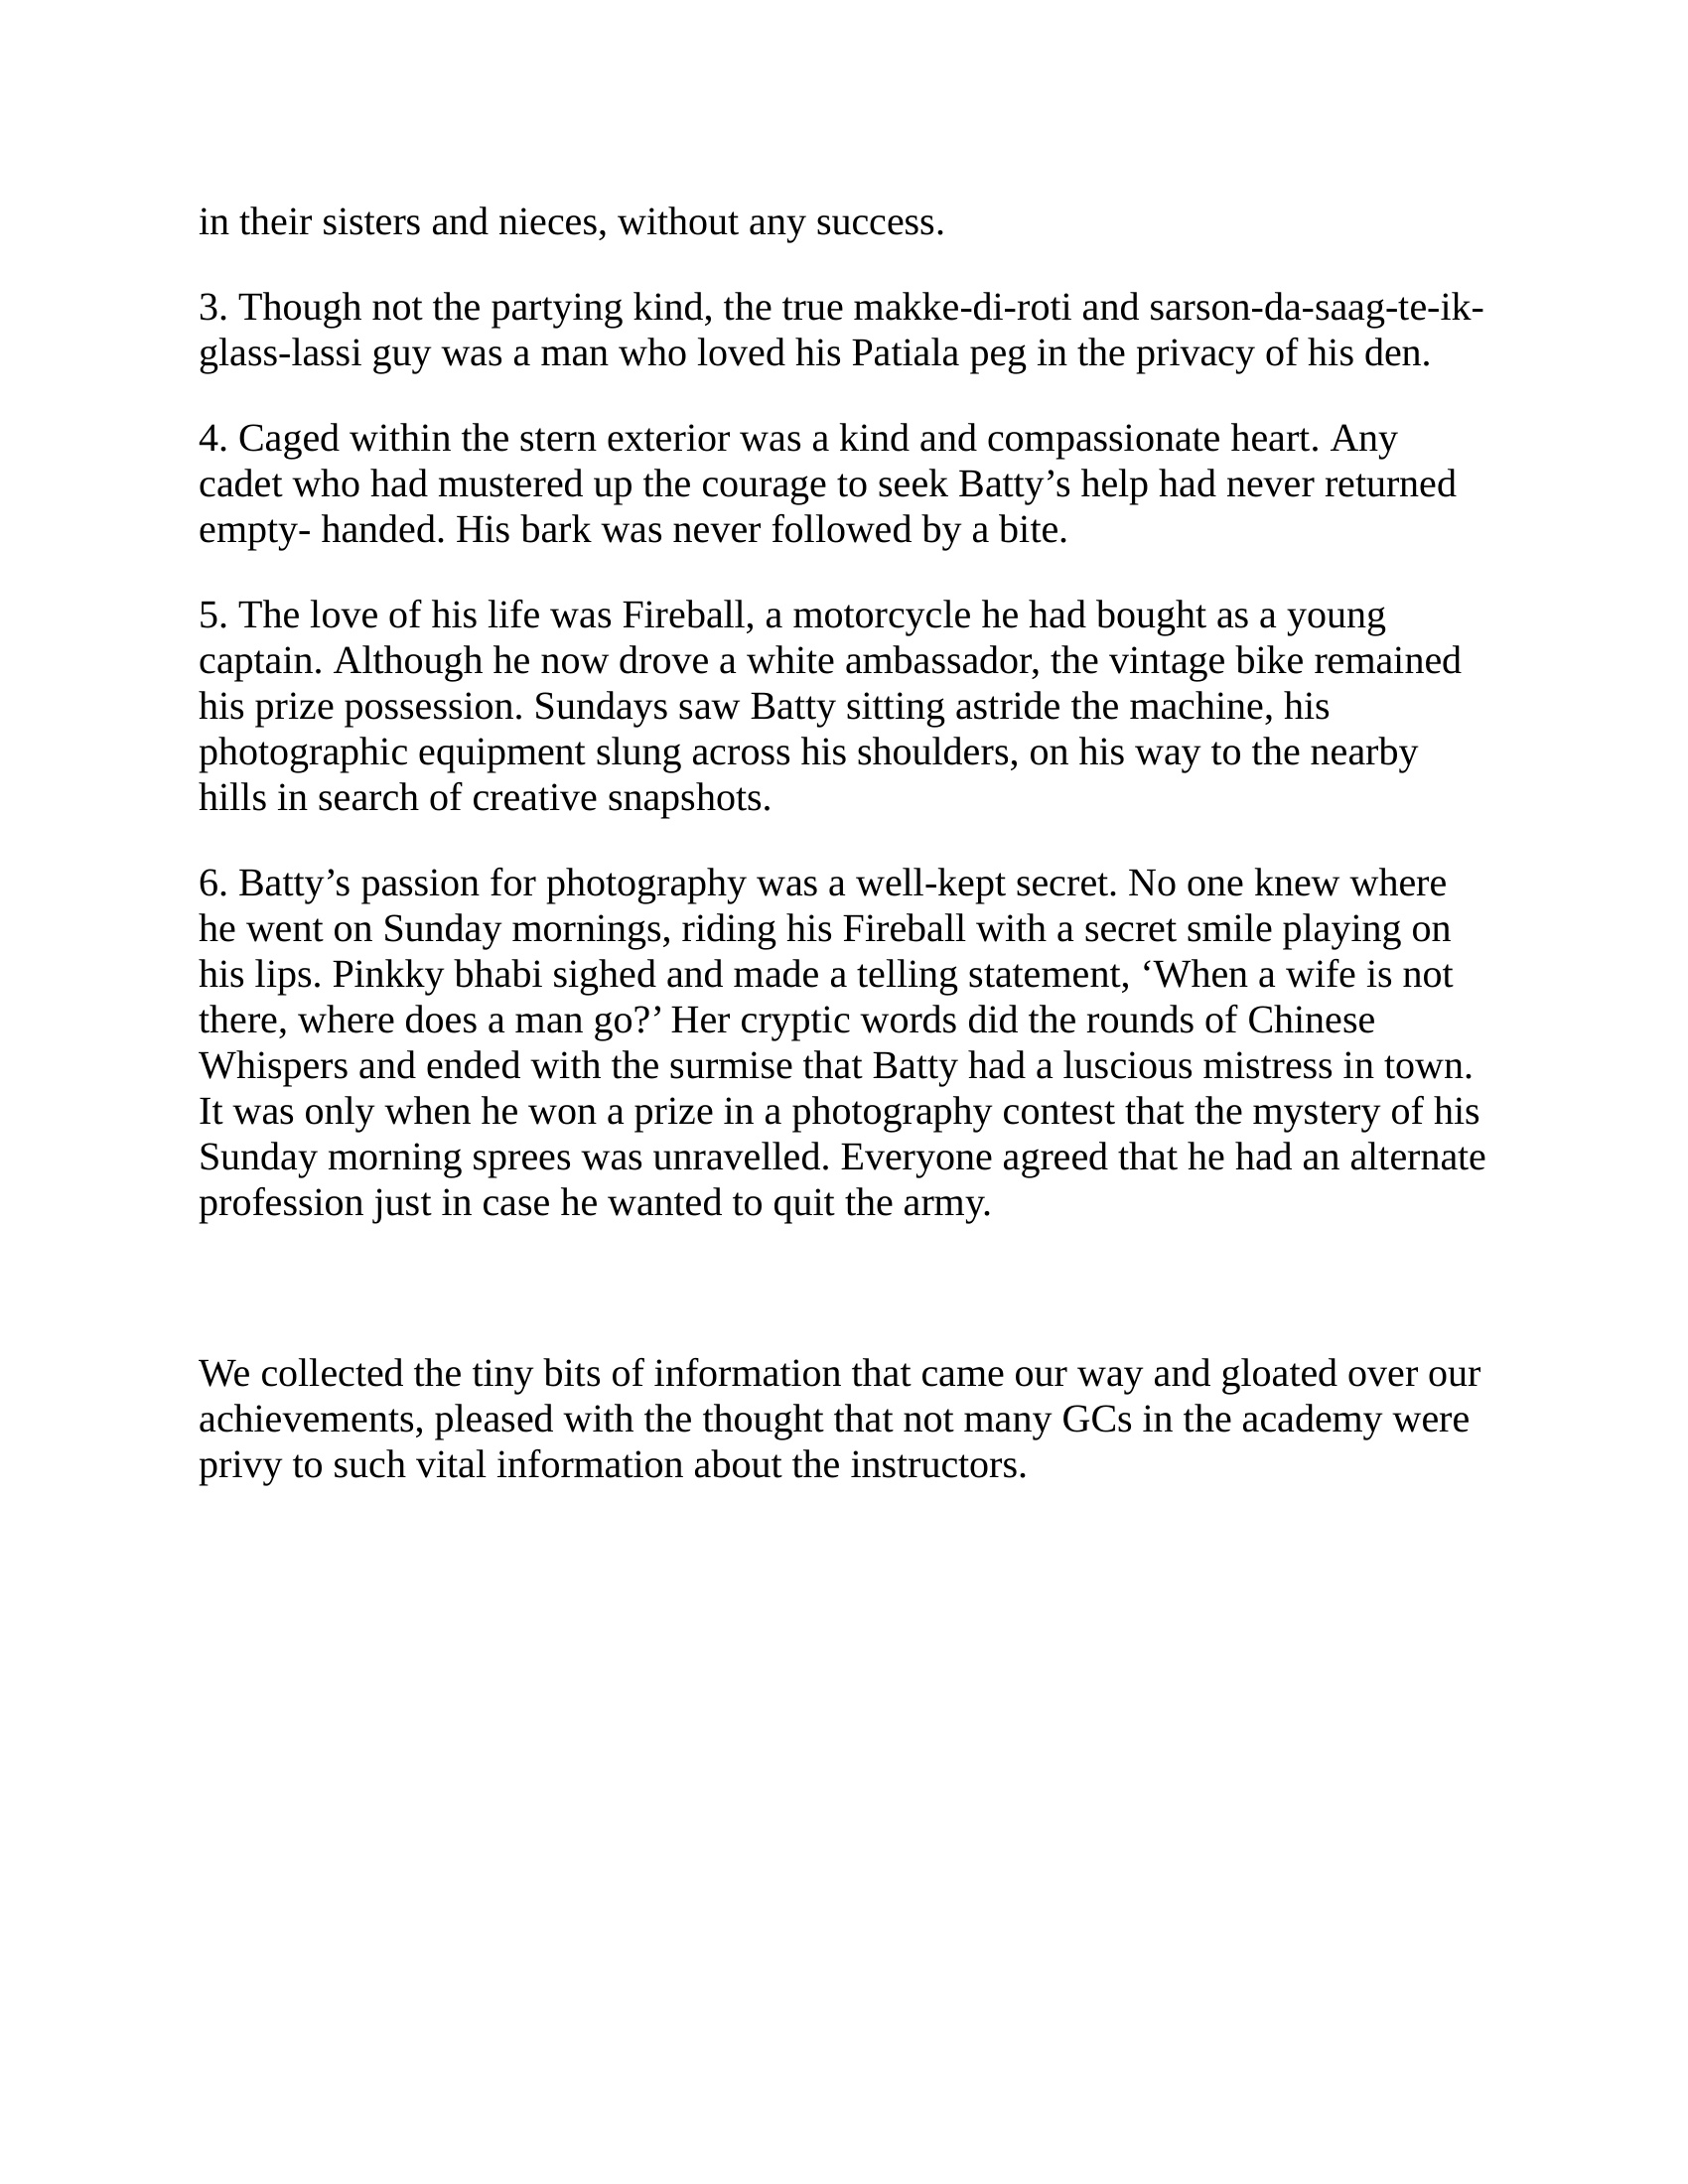 in their sisters and nieces, without any success.
3. Though not the partying kind, the true makke-di-roti and sarson-da-saag-te-ik-
glass-lassi guy was a man who loved his Patiala peg in the privacy of his den.
4. Caged within the stern exterior was a kind and compassionate heart. Any
cadet who had mustered up the courage to seek Batty’s help had never returned
empty- handed. His bark was never followed by a bite.
5. The love of his life was Fireball, a motorcycle he had bought as a young
captain. Although he now drove a white ambassador, the vintage bike remained
his prize possession. Sundays saw Batty sitting astride the machine, his
photographic equipment slung across his shoulders, on his way to the nearby
hills in search of creative snapshots.
6. Batty’s passion for photography was a well-kept secret. No one knew where
he went on Sunday mornings, riding his Fireball with a secret smile playing on
his lips. Pinkky bhabi sighed and made a telling statement, ‘When a wife is not
there, where does a man go?’ Her cryptic words did the rounds of Chinese
Whispers and ended with the surmise that Batty had a luscious mistress in town.
It was only when he won a prize in a photography contest that the mystery of his
Sunday morning sprees was unravelled. Everyone agreed that he had an alternate
profession just in case he wanted to quit the army.
We collected the tiny bits of information that came our way and gloated over our
achievements, pleased with the thought that not many GCs in the academy were
privy to such vital information about the instructors.